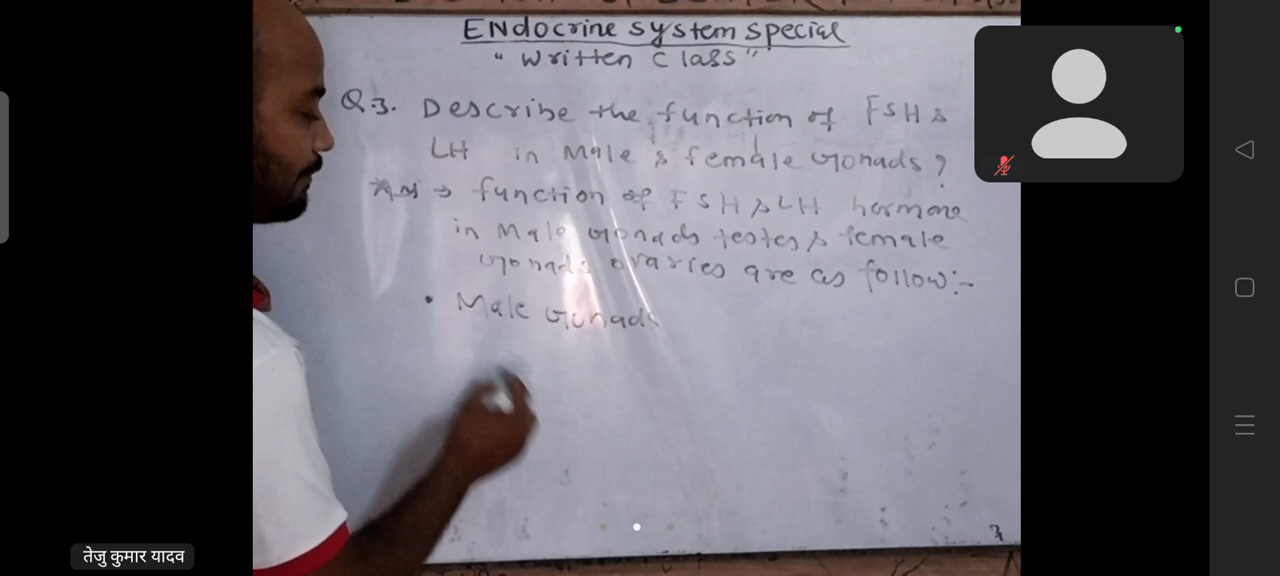 Endocrine system special
"Written Class"
Q.3. Describe the function of FSH &
LH in Male & female Gonads ?
Ans → function of FSH & LH hormone
in Male Gonads testes & female
Gonads ovaries are as follow:-
• Male Gonads
तेजु कुमार यादव